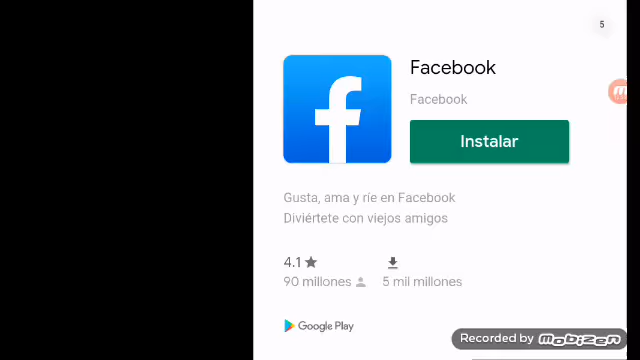 5
Facebook
Facebook
Instalar
Gusta, ama y ríe en Facebook
Diviértete con viejos amigos
4.1
90 millones
5 mil millones
Google Play
Recorded by MOBIZEN